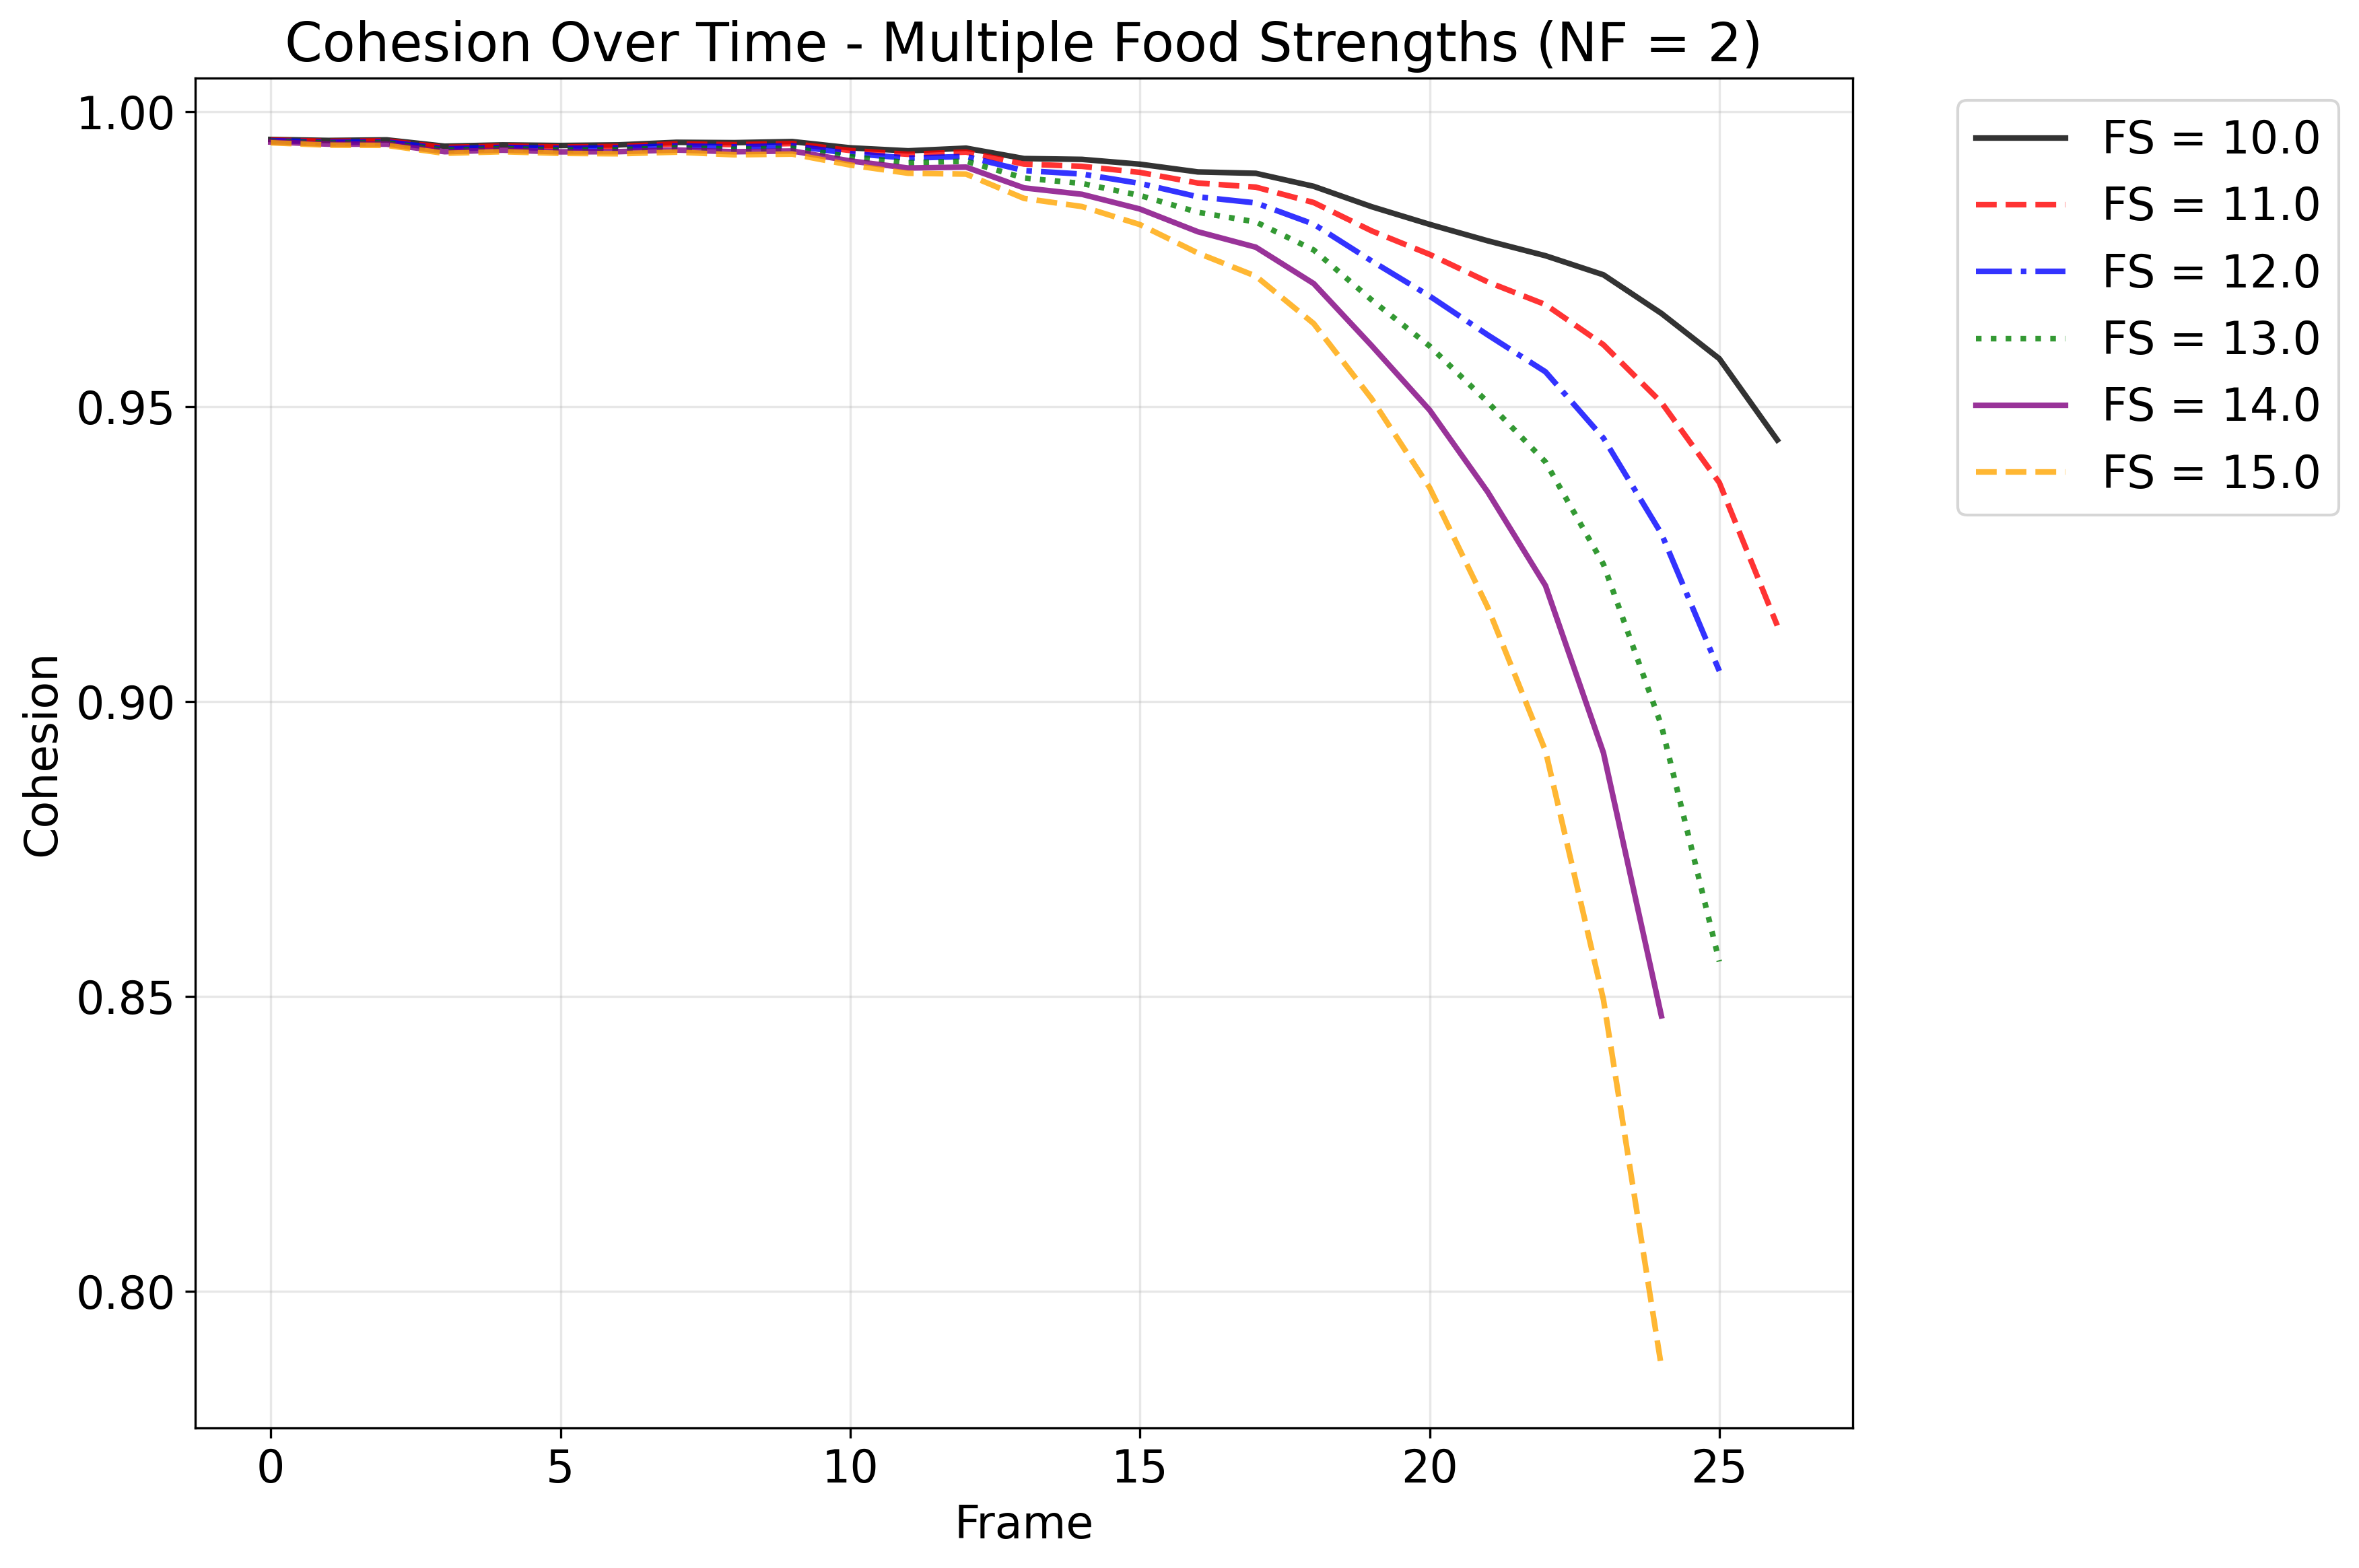 Cohesion Over Time - Multiple Food Strengths (NF = 2)
1.00
0.95
0.90
0.85
0.80
Cohesion
0
5
10
15
20
25
Frame
FS = 10.0
FS = 11.0
FS = 12.0
FS = 13.0
FS = 14.0
FS = 15.0